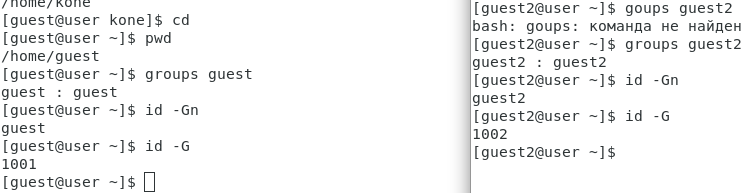 /home/kone
[guest@user kone]$ cd
[guest@user ~]$ pwd
/home/guest
[guest@user ~]$ groups guest
guest : guest
[guest@user ~]$ id -Gn
guest
[guest@user ~]$ id -G
1001
[guest@user ~]$
[guest2@user ~]$ goups guest2
bash: goups: команда не найден
[guest2@user ~]$ groups guest2
guest2 : guest2
[guest2@user ~]$ id -Gn
guest2
[guest2@user ~]$ id -G
1002
[guest2@user ~]$